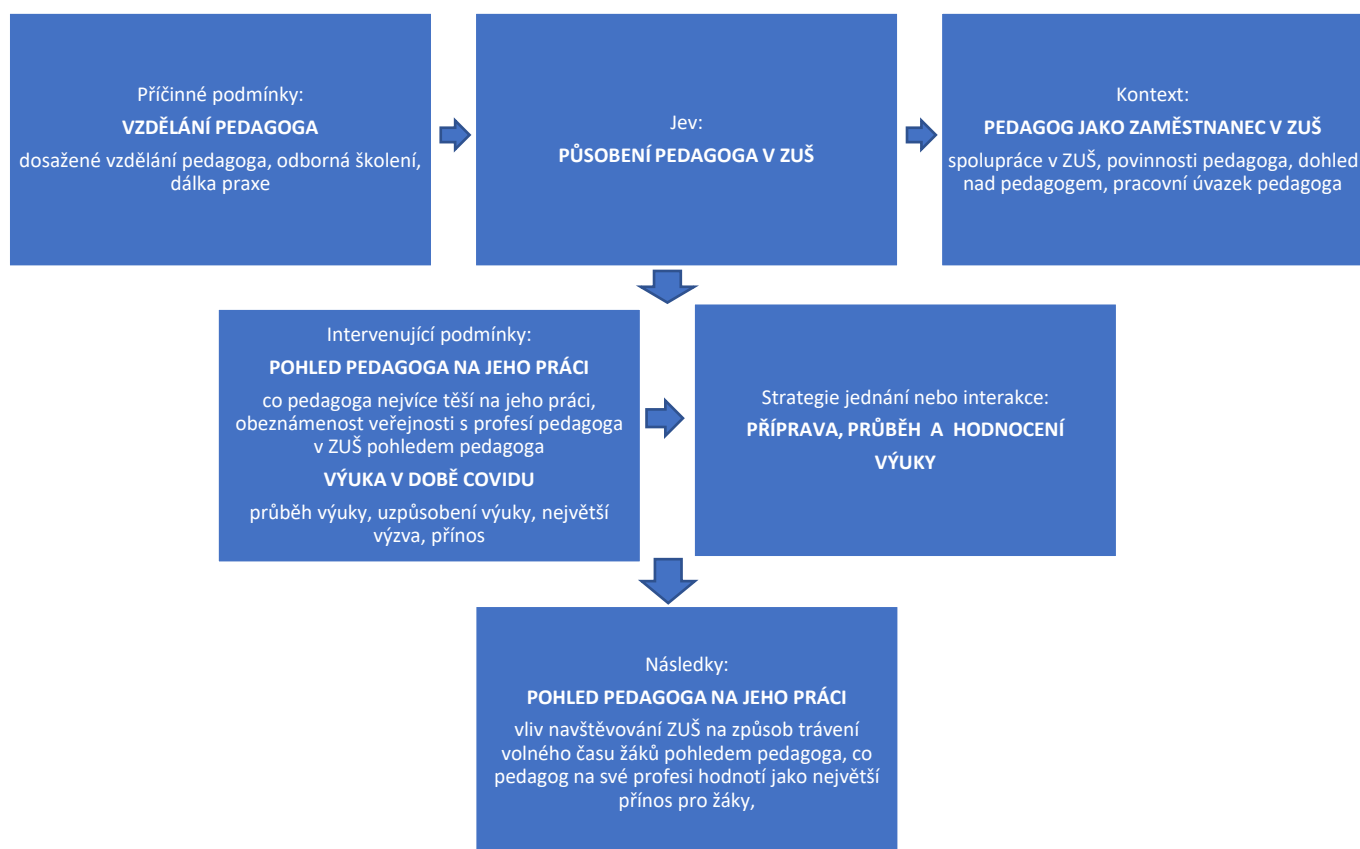 Příčinné podmínky:
VZDĚLÁNÍ PEDAGOGA
dosažené vzdělání pedagoga, odborná školení,
dálka praxe
Jev:
PŮSOBENÍ PEDAGOGA V ZUŠ
Kontext:
PEDAGOG JAKO ZAMĚSTNANEC V ZUŠ
spolupráce v ZUŠ, povinnosti pedagoga, dohled
nad pedagogem, pracovní úvazek pedagoga
Intervenující podmínky:
POHLED PEDAGOGA NA JEHO PRÁCI
co pedagoga nejvíce těší na jeho práci,
obeznámenost veřejnosti s profesí pedagoga
v ZUŠ pohledem pedagoga
VÝUKA V DOBĚ COVIDU
průběh výuky, uzpůsobení výuky, největší
výzva, přínos
Strategie jednání nebo interakce:
PŘÍPRAVA, PRŮBĚH A HODNOCENÍ
VÝUKY
Následky:
POHLED PEDAGOGA NA JEHO PRÁCI
vliv navštěvování ZUŠ na způsob trávení
volného času žáků pohledem pedagoga, co
pedagog na své profesi hodnotí jako největší
přínos pro žáky,